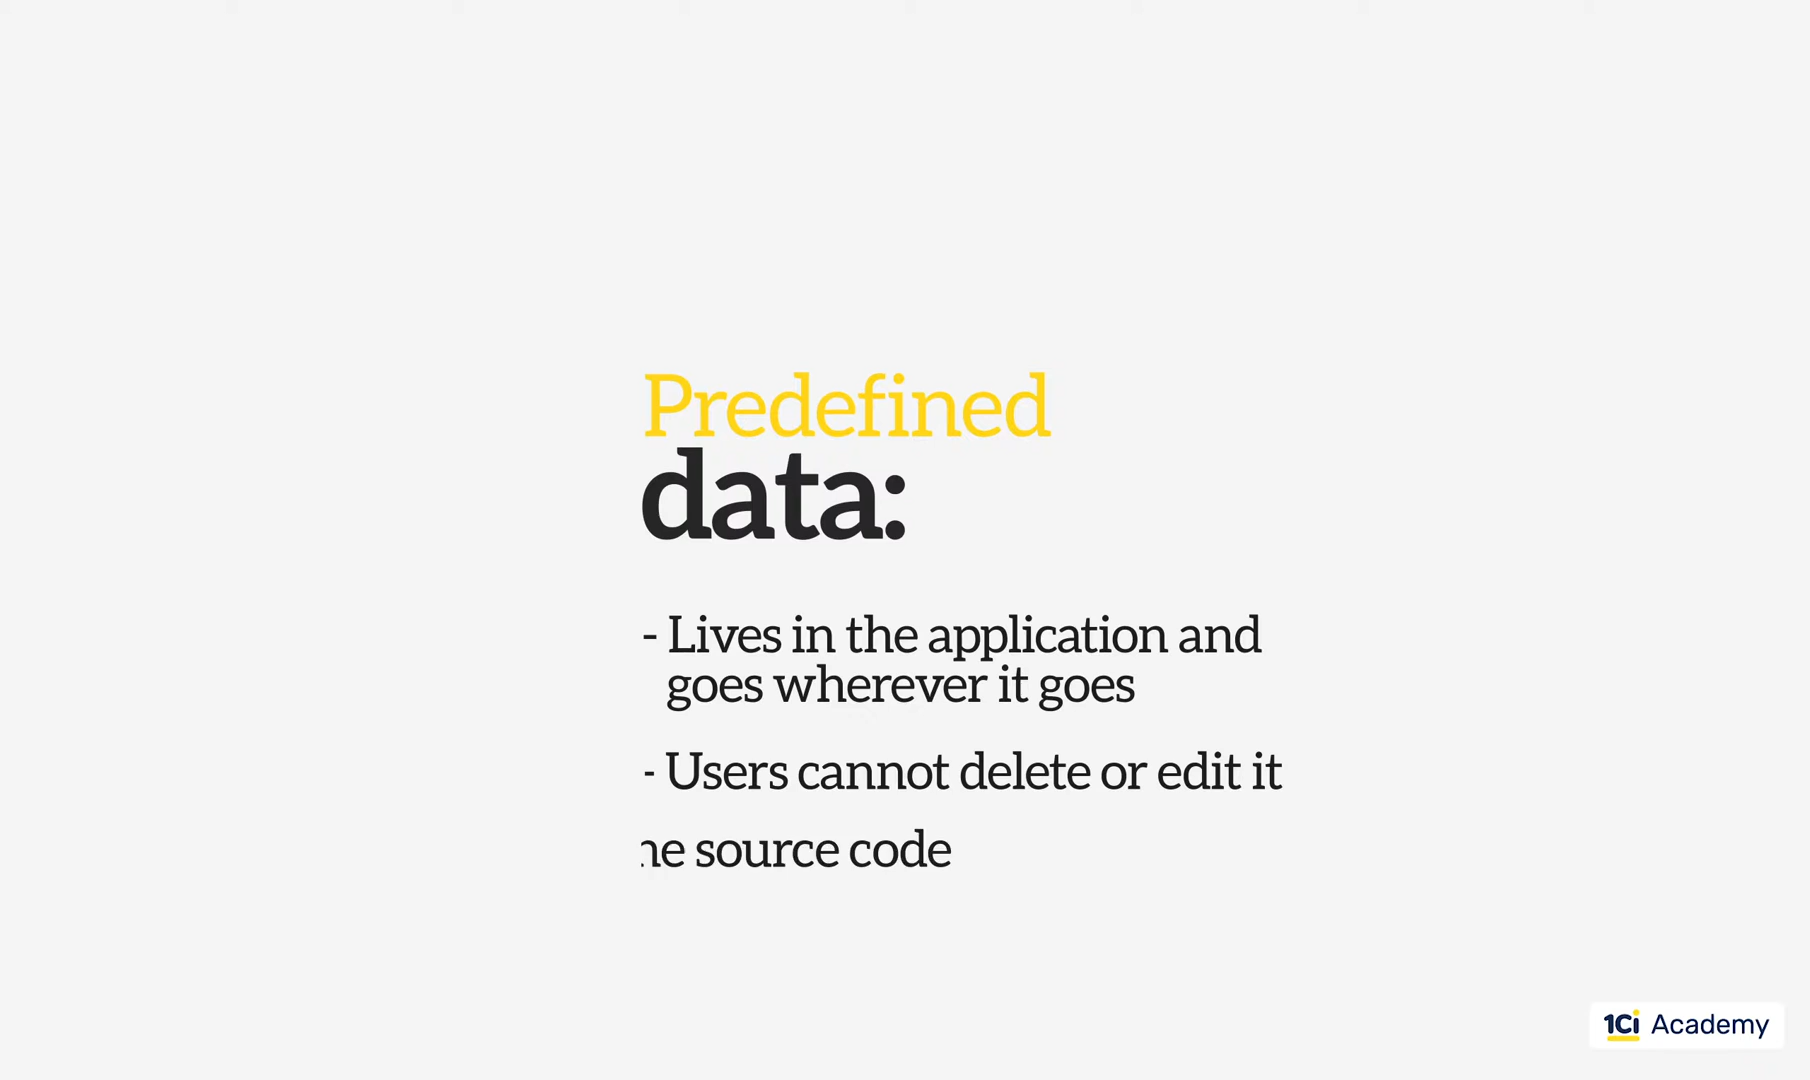 Predefined
data:
- Lives in the application and
goes wherever it goes
- Users cannot delete or edit it
source code
1Ci Academy